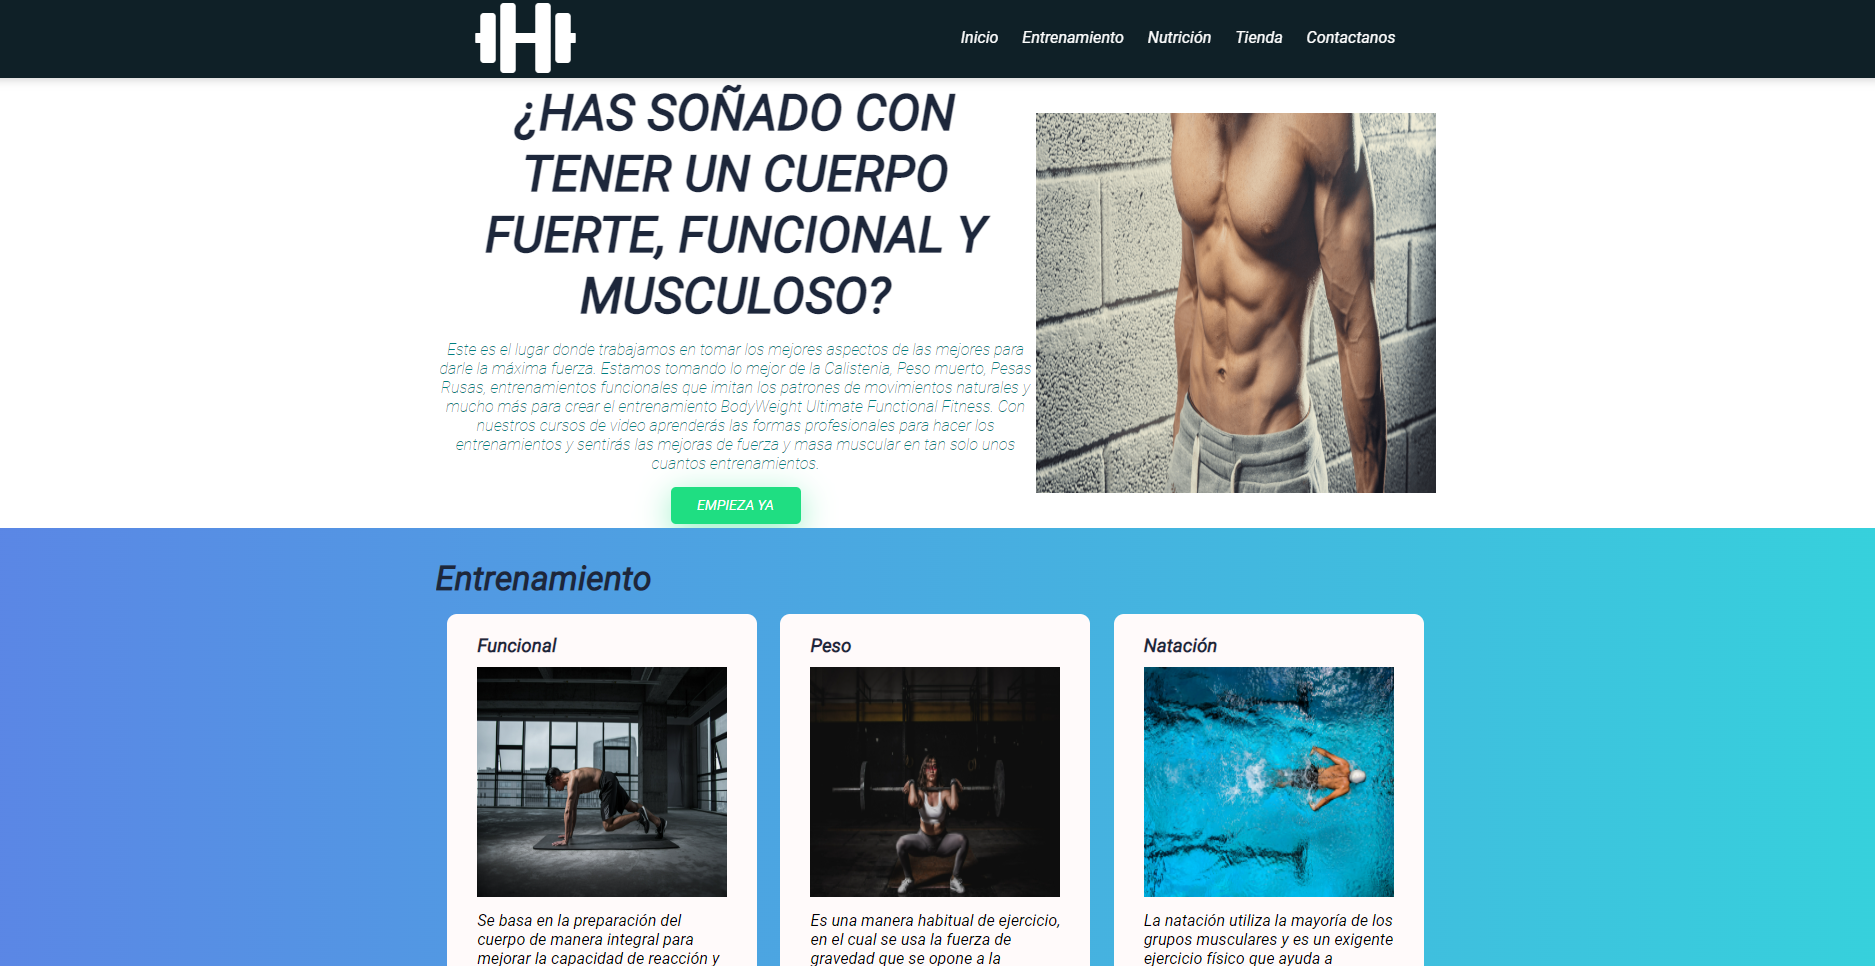 H
Inicio Entrenamiento Nutrición Tienda Contactanos
¿HAS SOÑADO CON
TENER UN CUERPO
FUERTE, FUNCIONAL Y
MUSCULOSO?
Este es el lugar donde trabajamos en tomar los mejores aspectos de las mejores para
darle la máxima fuerza. Estamos tomando lo mejor de la Calistenia, Peso muerto, Pesas
Rusas, entrenamientos funcionales que imitan los patrones de movimientos naturales y
mucho más para crear el entrenamiento BodyWeight Ultimate Functional Fitness. Con
nuestros cursos de video aprenderás las formas profesionales para hacer los
entrenamientos y sentirás las mejoras de fuerza y masa muscular en tan solo unos
cuantos entrenamientos.
EMPIEZA YA
Entrenamiento
Funcional
Se basa en la preparación del
cuerpo de manera integral para
mejorar la capacidad de reacción y
Peso
Es una manera habitual de ejercicio,
en el cual se usa la fuerza de
gravedad que se opone a la
Natación
La natación utiliza la mayoría de los
grupos musculares y es un exigente
ejercicio físico que ayuda a